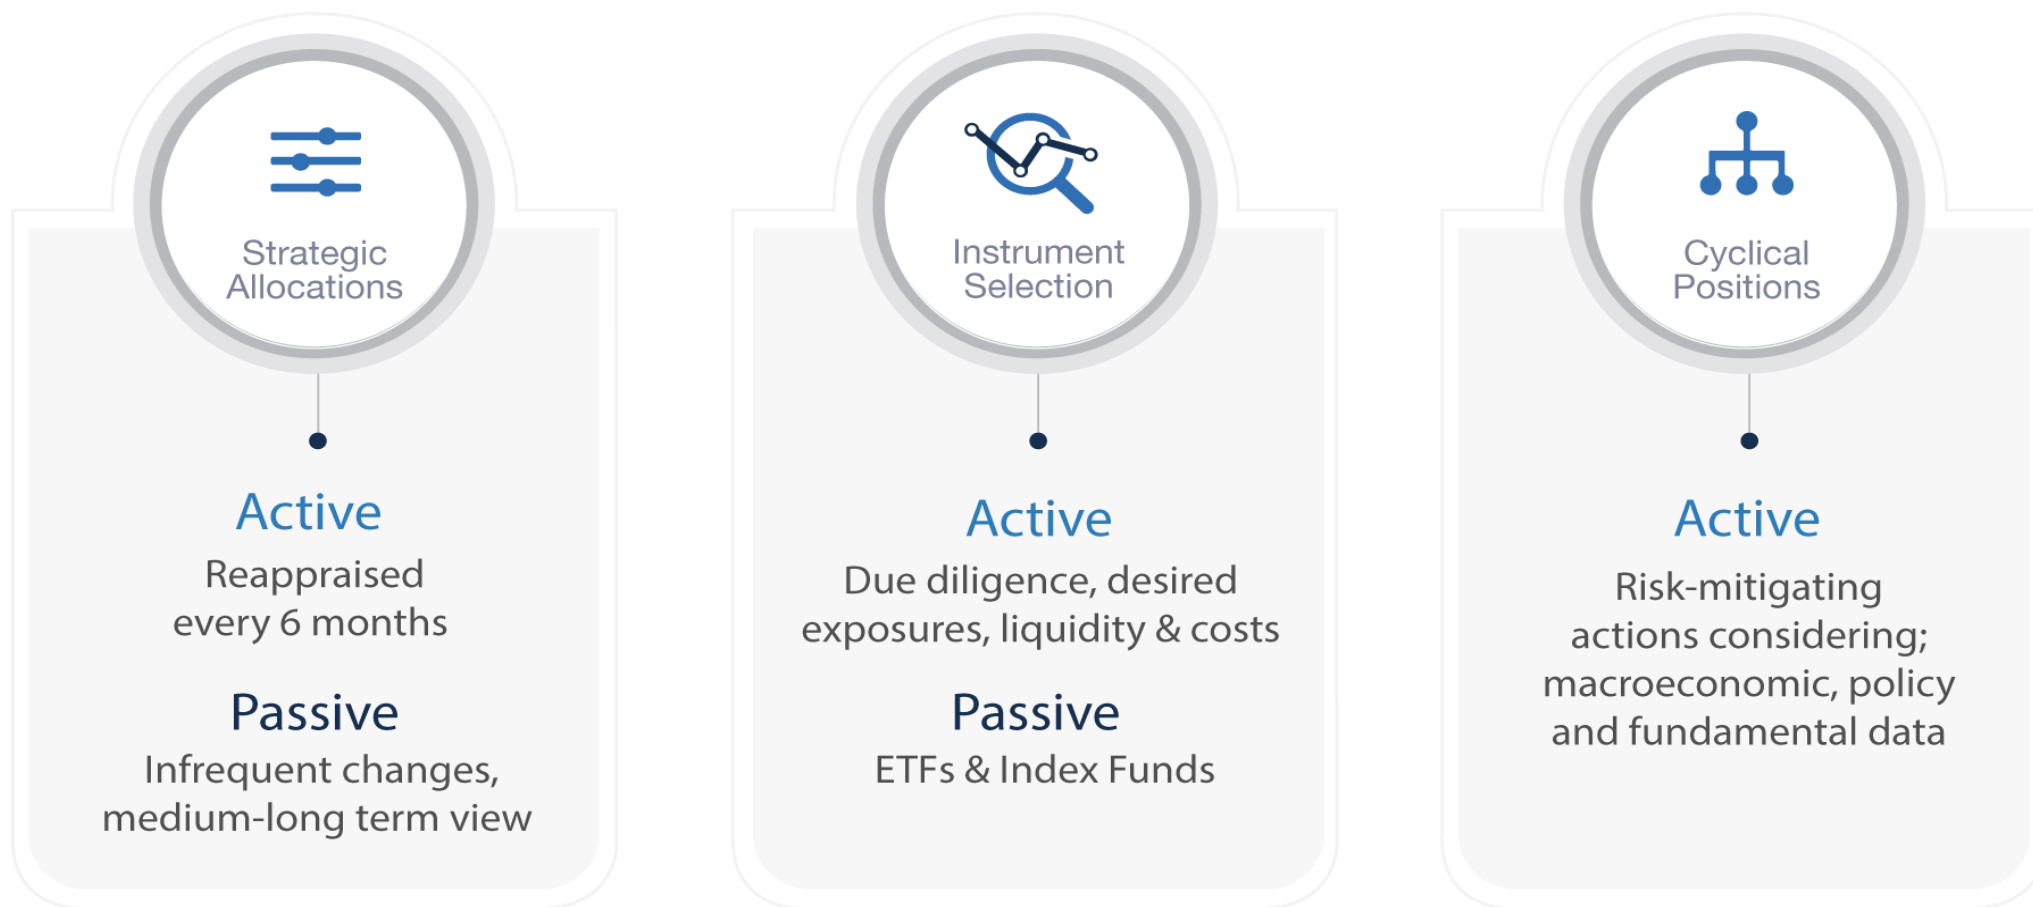 Strategic
Allocations
Active
Reappraised
every 6 months
Passive
Infrequent changes,
medium-long term view
Instrument
Selection
Active
Due diligence, desired
exposures, liquidity & costs
Passive
ETFs & Index Funds
Cyclical
Positions
Active
Risk-mitigating
actions considering;
macroeconomic, policy
and fundamental data